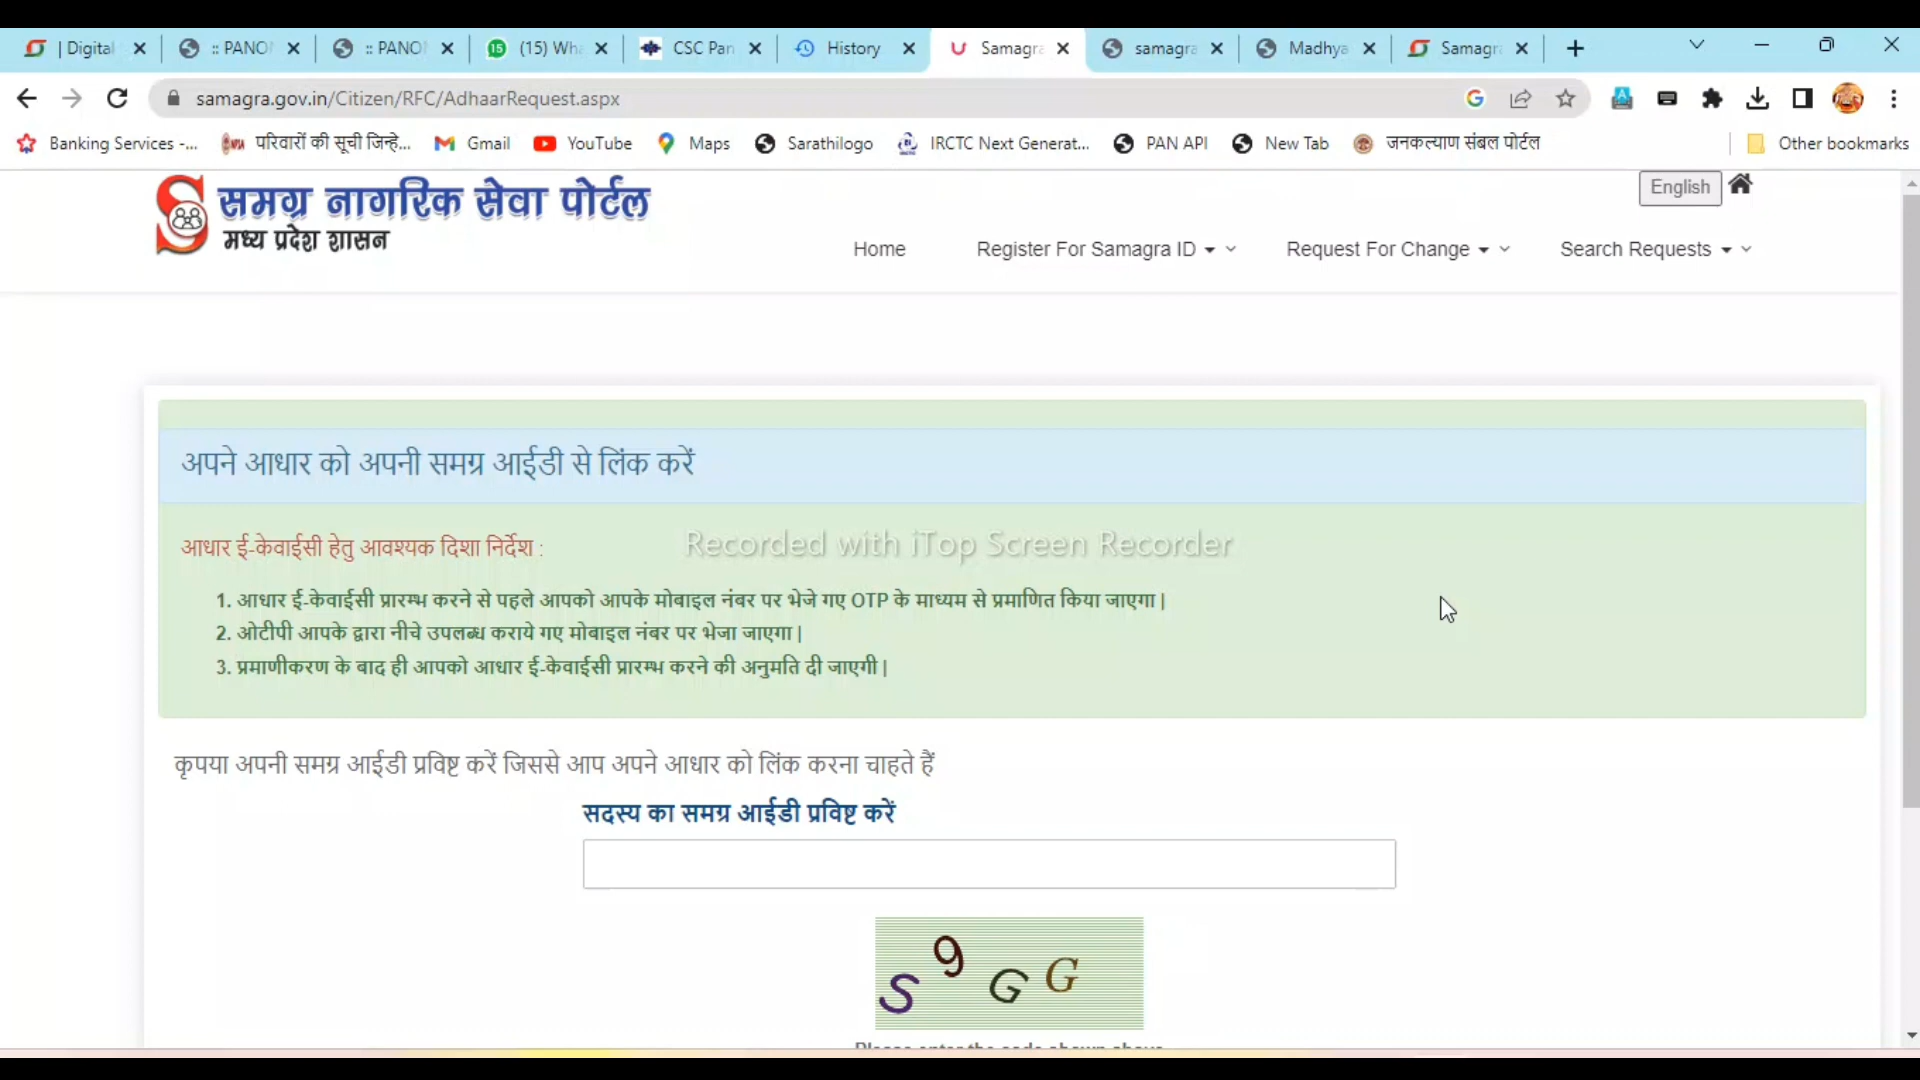 | Digital
:: PANO
:: PANO
(15) Wh
CSC Pan
History
Samagra
samagra
Madhya
Samagra
samagra.gov.in/Citizen/RFC/AdhaarRequest.aspx
Banking Services -...
परिवारों की सूची जिन्हे...
Gmail
YouTube
Maps
Sarathilogo
IRCTC Next Generat...
PAN API
New Tab
जनकल्याण संबल पोर्टल
Other bookmarks
समग्र नागरिक सेवा पोर्टल
मध्य प्रदेश शासन
English
Home
Register For Samagra ID
Request For Change
Search Requests
अपने आधार को अपनी समग्र आईडी से लिंक करें
आधार ई-केवाईसी हेतु आवश्यक दिशा निर्देश :
Recorded with iTop Screen Recorder
1. आधार ई-केवाईसी प्रारम्भ करने से पहले आपको आपके मोबाइल नंबर पर भेजे गए OTP के माध्यम से प्रमाणित किया जाएगा |
2. ओटीपी आपके द्वारा नीचे उपलब्ध कराये गए मोबाइल नंबर पर भेजा जाएगा |
3. प्रमाणीकरण के बाद ही आपको आधार ई-केवाईसी प्रारम्भ करने की अनुमति दी जाएगी |
कृपया अपनी समग्र आईडी प्रविष्ट करें जिससे आप अपने आधार को लिंक करना चाहते हैं
सदस्य का समग्र आईडी प्रविष्ट करें
S 9 G G
Please enter the code shown above